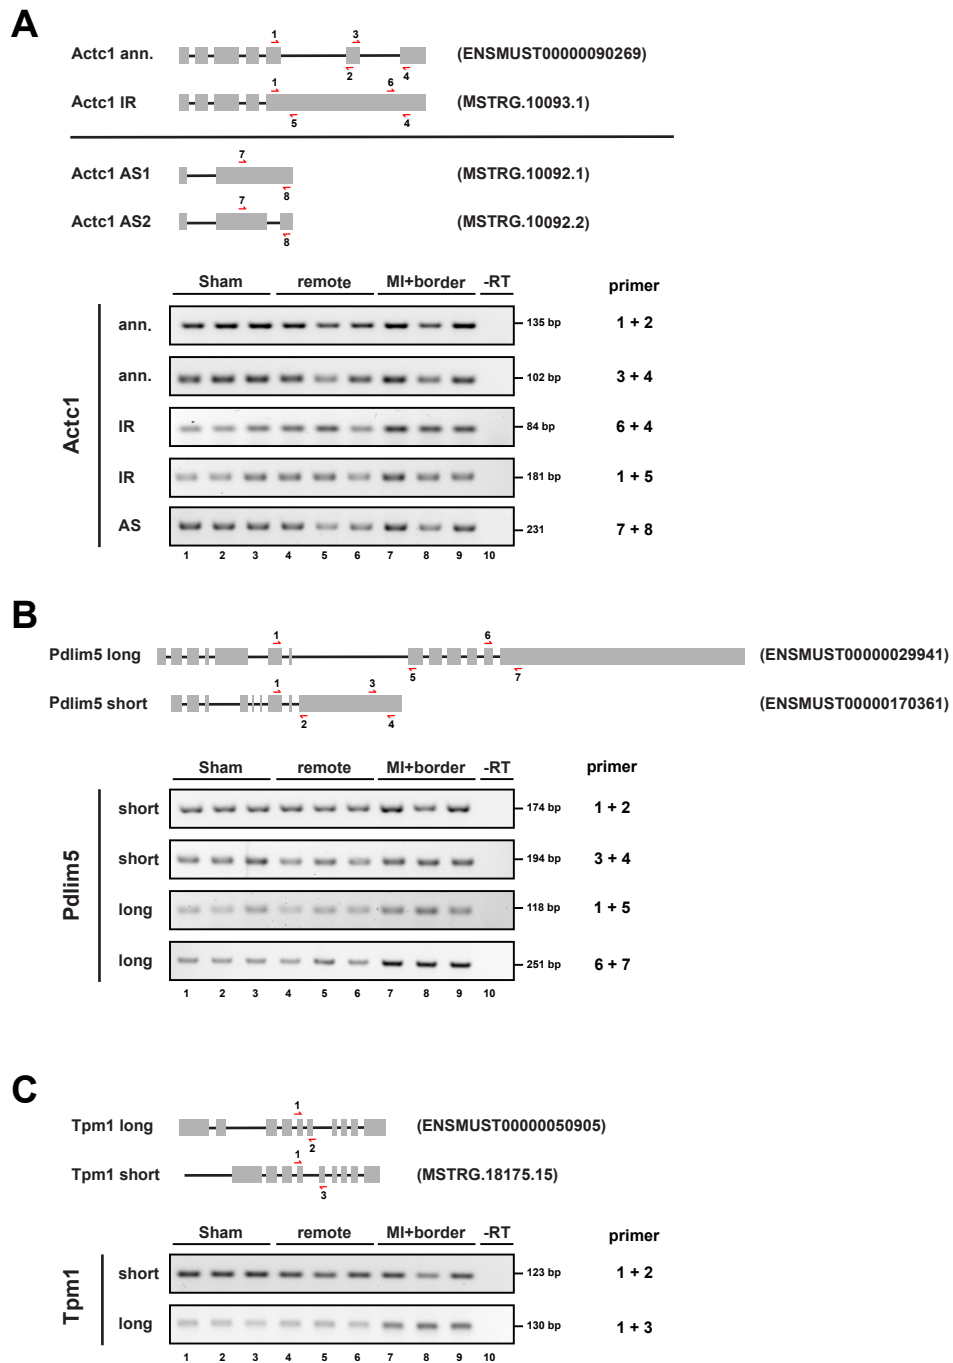 A
1 3
Actc1 ann. (ENSMUST00000090269)
2 4
1 6
Actc1 IR (MSTRG.10093.1)
5 4
7
Actc1 AS1 (MSTRG.10092.1)
8
7
Actc1 AS2 (MSTRG.10092.2)
8
Sham remote MI+border -RT primer
Actc1
ann. 135 bp 1 + 2
ann. 102 bp 3 + 4
IR 84 bp 6 + 4
IR 181 bp 1 + 5
AS 231 7 + 8
1 2 3 4 5 6 7 8 9 10
B
1 6
Pdlim5 long (ENSMUST00000029941)
5 7
1 3
Pdlim5 short (ENSMUST00000170361)
2 4
Sham remote MI+border -RT primer
Pdlim5
short 174 bp 1 + 2
short 194 bp 3 + 4
long 118 bp 1 + 5
long 251 bp 6 + 7
1 2 3 4 5 6 7 8 9 10
C
1
Tpm1 long (ENSMUST00000050905)
2
1
Tpm1 short (MSTRG.18175.15)
3
Sham remote MI+border -RT primer
Tpm1
short 123 bp 1 + 2
long 130 bp 1 + 3
1 2 3 4 5 6 7 8 9 10